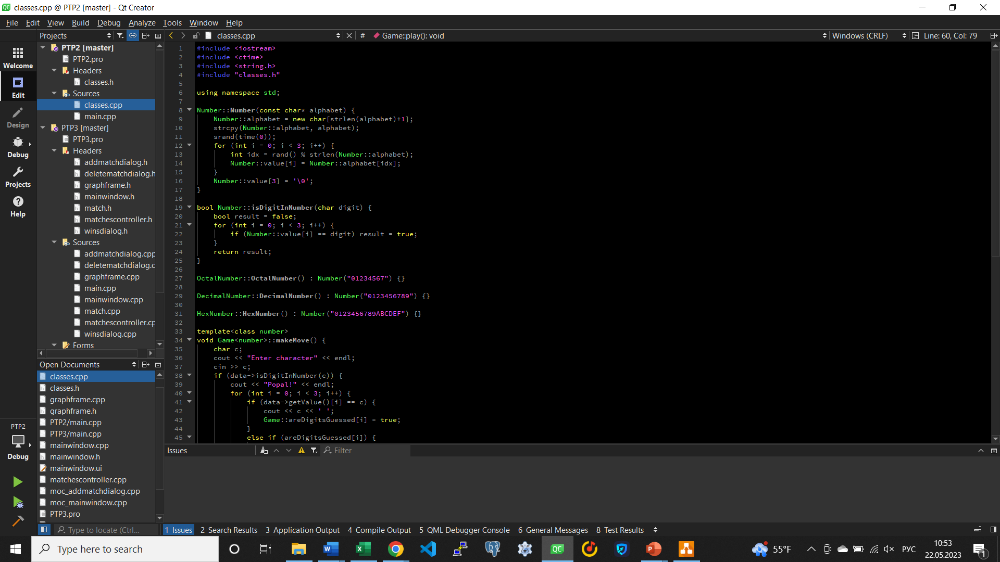 classes.cpp @ PTP2 [master] - Qt Creator
File Edit View Build Debug Analyze Tools Window Help
Projects
classes.cpp
# Game::play(): void
Windows (CRLF)
Line: 60, Col: 79
Welcome
Edit
Design
Debug
Projects
Help
PTP2
Debug
PTP2 [master]
PTP2.pro
Headers
classes.h
Sources
classes.cpp
main.cpp
PTP3 [master]
PTP3.pro
Headers
addmatchdialog.h
deletematchdialog.h
graphframe.h
mainwindow.h
match.h
matchescontroller.h
winsdialog.h
Sources
addmatchdialog.cpp
deletematchdialog.c
graphframe.cpp
main.cpp
mainwindow.cpp
match.cpp
matchescontroller.cp
winsdialog.cpp
Forms
Open Documents
classes.cpp
classes.h
graphframe.cpp
graphframe.h
PTP2/main.cpp
PTP3/main.cpp
mainwindow.cpp
mainwindow.h
mainwindow.ui
matchescontroller.cpp
moc_addmatchdialog.cpp
moc_mainwindow.cpp
PTP3.pro
1 #include <iostream>
2 #include <ctime>
3 #include <string.h>
4 #include "classes.h"
5
6 using namespace std;
7
8 Number::Number(const char* alphabet) {
9     Number::alphabet = new char[strlen(alphabet)+1];
10     strcpy(Number::alphabet, alphabet);
11     srand(time(0));
12     for (int i = 0; i < 3; i++) {
13         int idx = rand() % strlen(Number::alphabet);
14         Number::value[i] = Number::alphabet[idx];
15     }
16     Number::value[3] = '\0';
17 }
18
19 bool Number::isDigitInNumber(char digit) {
20     bool result = false;
21     for (int i = 0; i < 3; i++) {
22         if (Number::value[i] == digit) result = true;
23     }
24     return result;
25 }
26
27 OctalNumber::OctalNumber() : Number("01234567") {}
28
29 DecimalNumber::DecimalNumber() : Number("0123456789") {}
30
31 HexNumber::HexNumber() : Number("0123456789ABCDEF") {}
32
33 template<class number>
34 void Game<number>::makeMove() {
35     char c;
36     cout << "Enter character" << endl;
37     cin >> c;
38     if (data->isDigitInNumber(c)) {
39         cout << "Popal!" << endl;
40         for (int i = 0; i < 3; i++) {
41             if (data->getValue()[i] == c) {
42                 cout << c << ' ';
43                 Game::areDigitsGuessed[i] = true;
44             }
45             else if (areDigitsGuessed[i]) {
Issues
Filter
Type to locate (Ctrl...
1 Issues 2 Search Results 3 Application Output 4 Compile Output 5 QML Debugger Console 6 General Messages 8 Test Results
Type here to search
55°F
РУС
10:53
22.05.2023
1